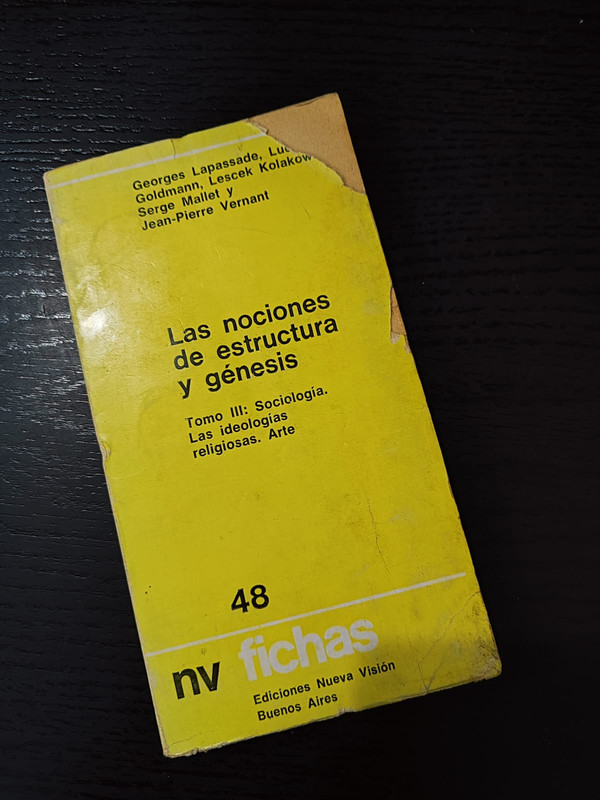 Georges Lapassade,
Goldmann, Lescek
Serge Mallet y
Jean-Pierre Vernant
Las nociones
de estructura
y génesis
Tomo III: Sociología.
Las ideologías
religiosas. Arte
48
nv fichas
Ediciones Nueva Visión
Buenos Aires